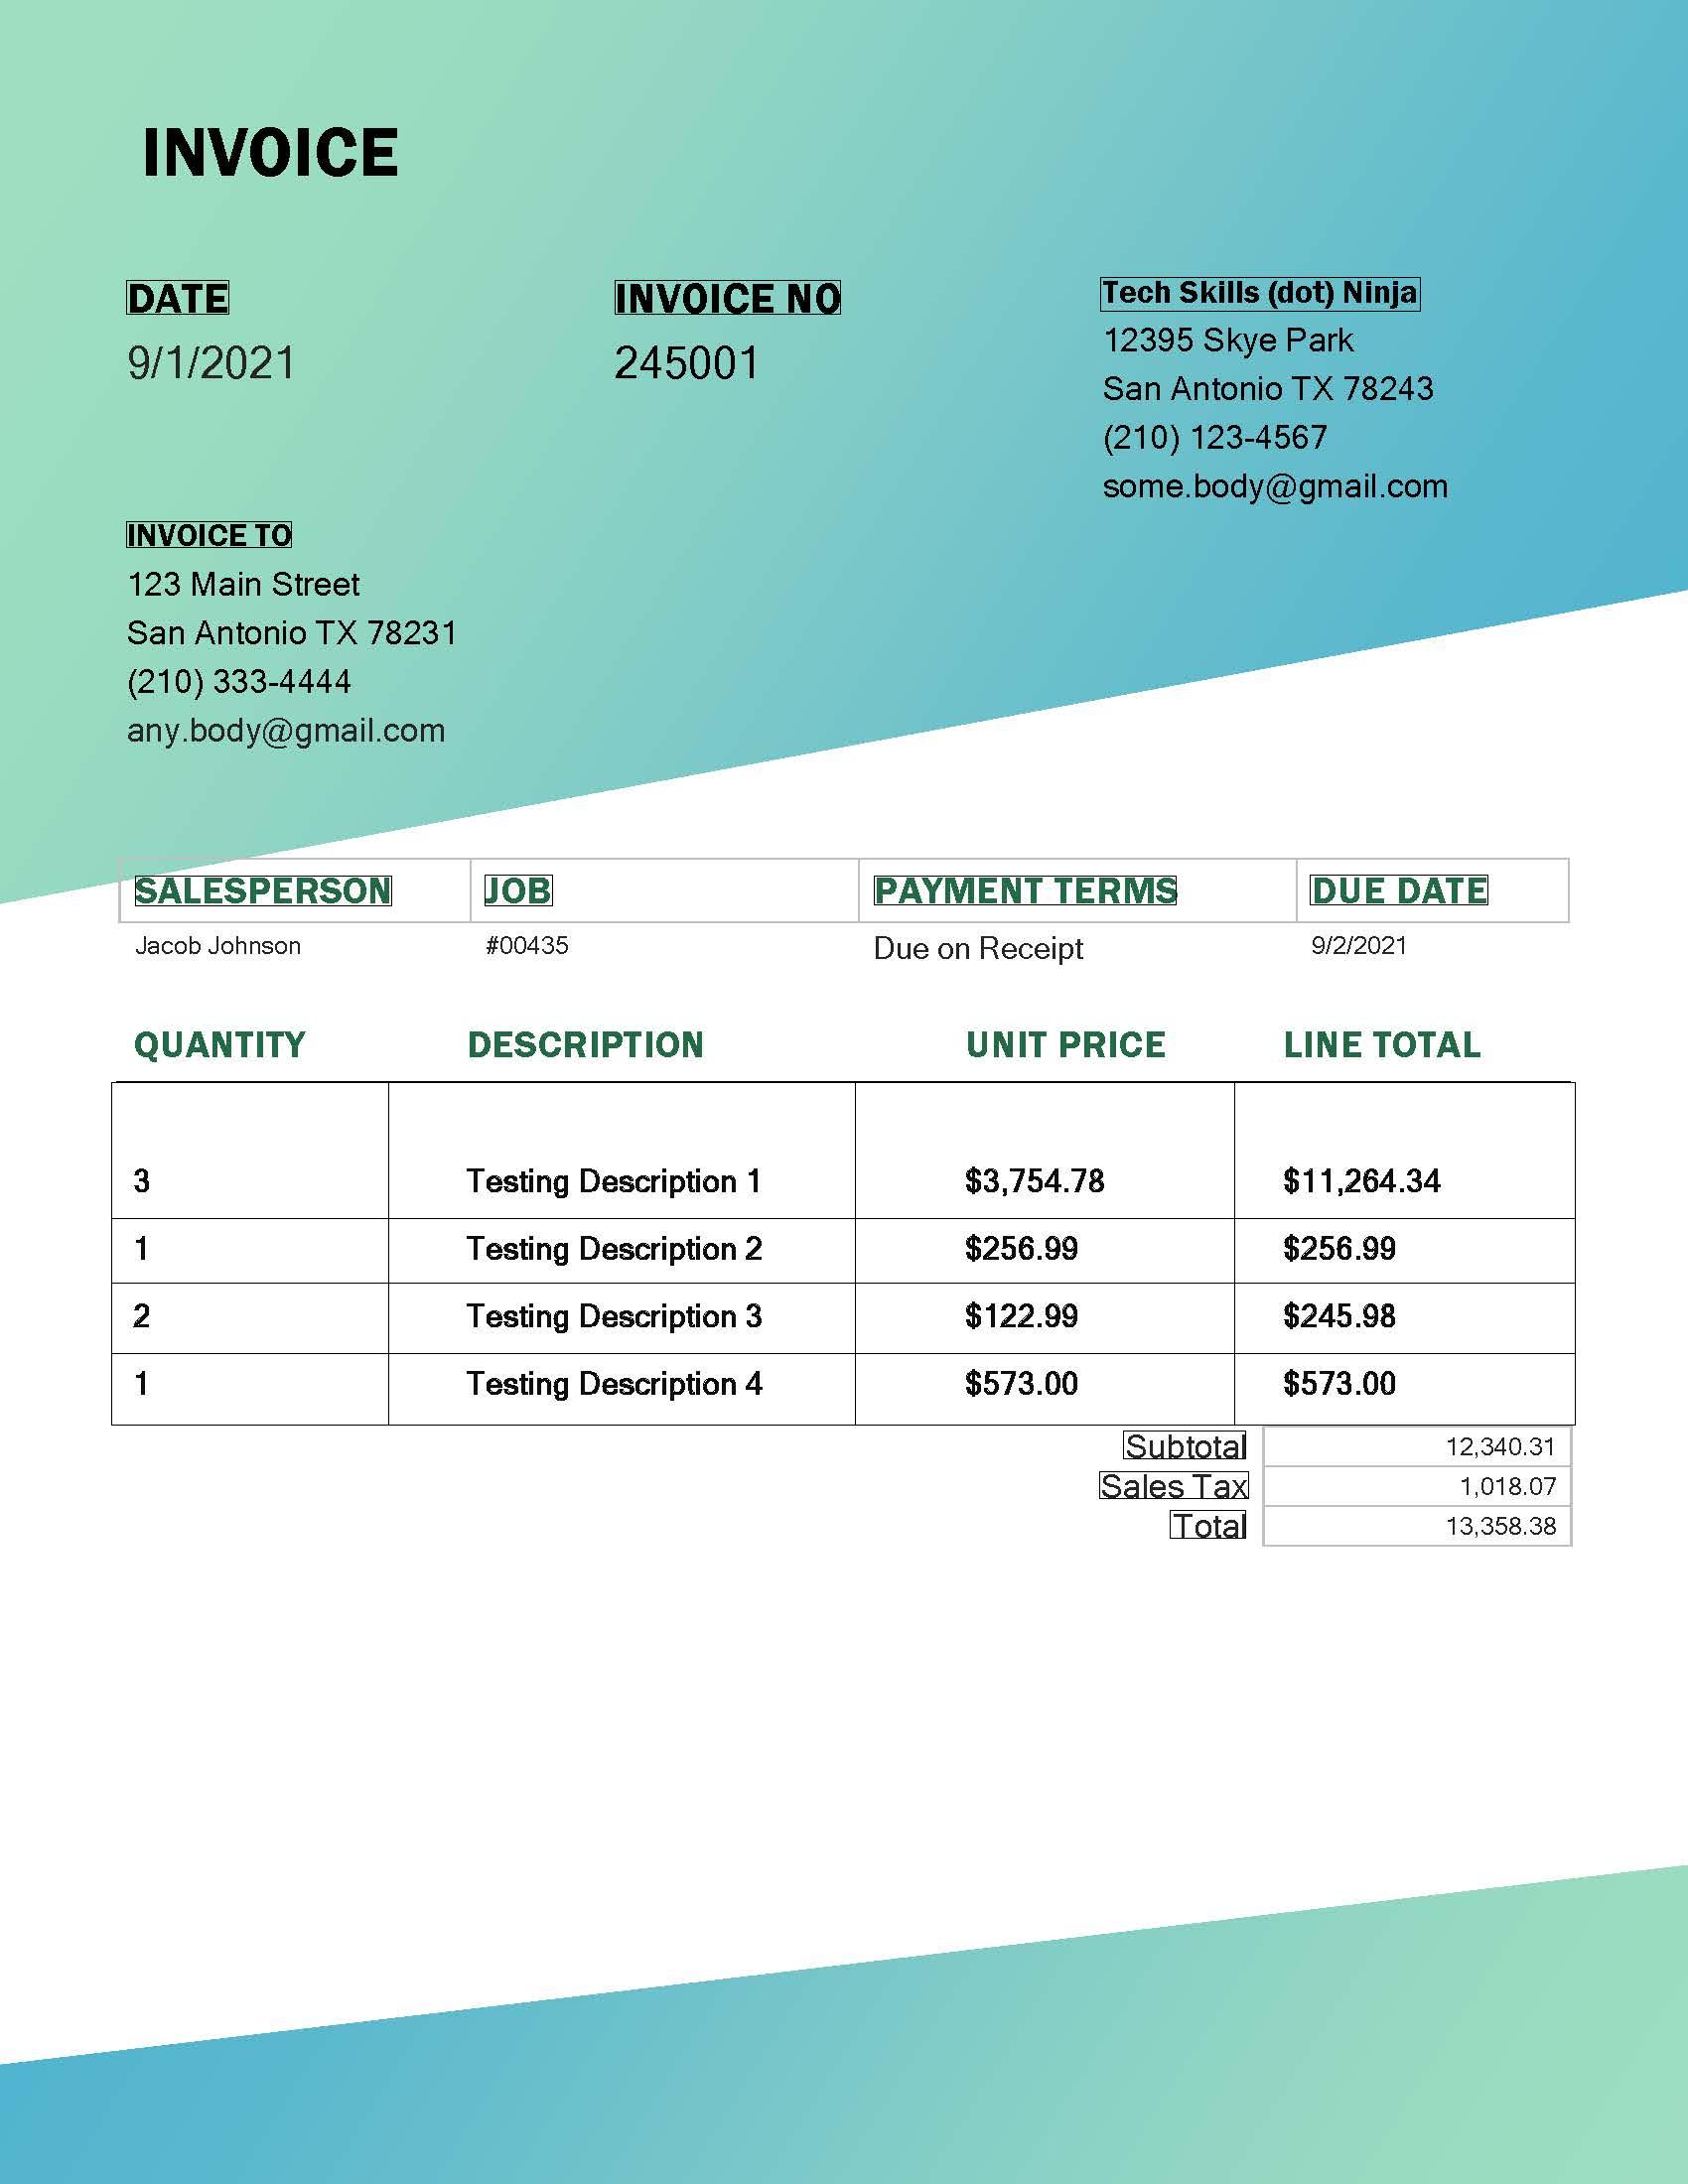 INVOICE
DATE
9/1/2021
INVOICE NO
245001
Tech Skills (dot) Ninja
12395 Skye Park
San Antonio TX 78243
(210) 123-4567
some.body@gmail.com
INVOICE TO
123 Main Street
San Antonio TX 78231
(210) 333-4444
any.body@gmail.com
SALESPERSON JOB PAYMENT TERMS DUE DATE
Jacob Johnson #00435 Due on Receipt 9/2/2021
QUANTITY DESCRIPTION UNIT PRICE LINE TOTAL
3 Testing Description 1 $3,754.78 $11,264.34
1 Testing Description 2 $256.99 $256.99
2 Testing Description 3 $122.99 $245.98
1 Testing Description 4 $573.00 $573.00
Subtotal 12,340.31
Sales Tax 1,018.07
Total 13,358.38